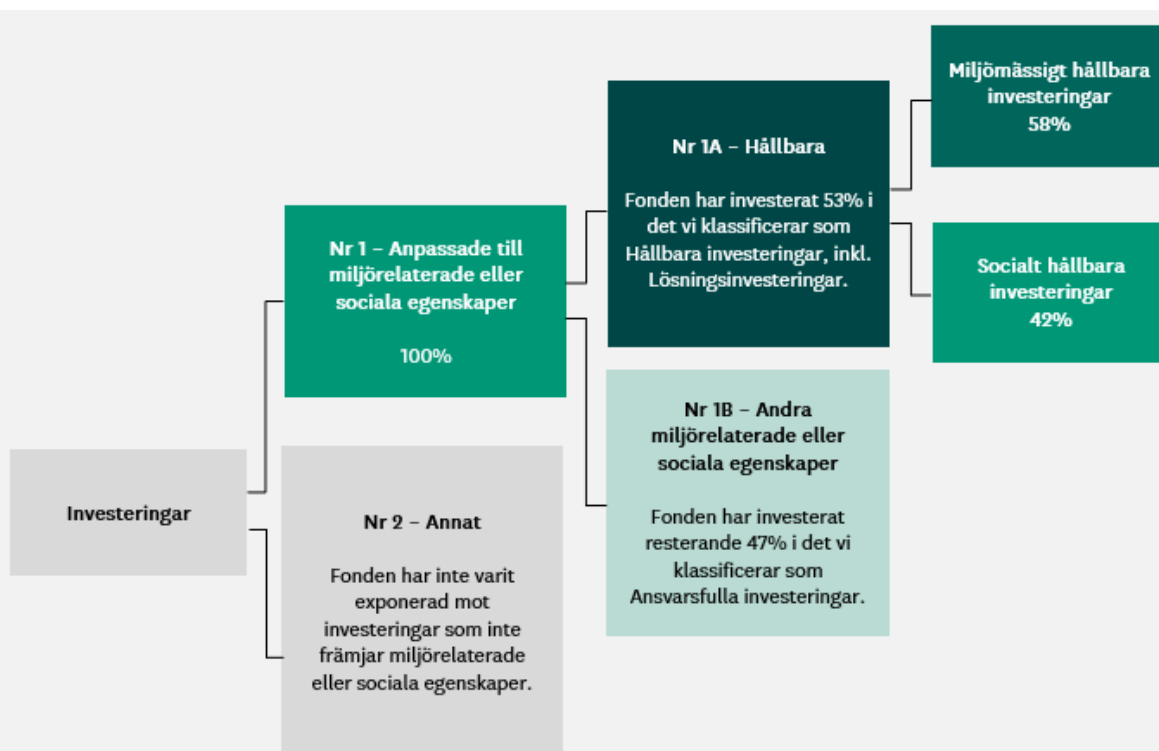 Investeringar
Nr 1 – Anpassade till
miljörelaterade eller
sociala egenskaper
100%
Nr 2 – Annat
Fonden har inte varit
exponerad mot
investeringar som inte
främjar miljörelaterade
eller sociala egenskaper.
Nr 1A – Hållbara
Fonden har investerat 53% i
det vi klassificerar som
Hållbara investeringar, inkl.
Lösningsinvesteringar.
Nr 1B – Andra
miljörelaterade eller
sociala egenskaper
Fonden har investerat
resterande 47% i det vi
klassificerar som
Ansvarsfulla investeringar.
Miljömässigt hållbara
investeringar
58%
Socialt hållbara
investeringar
42%